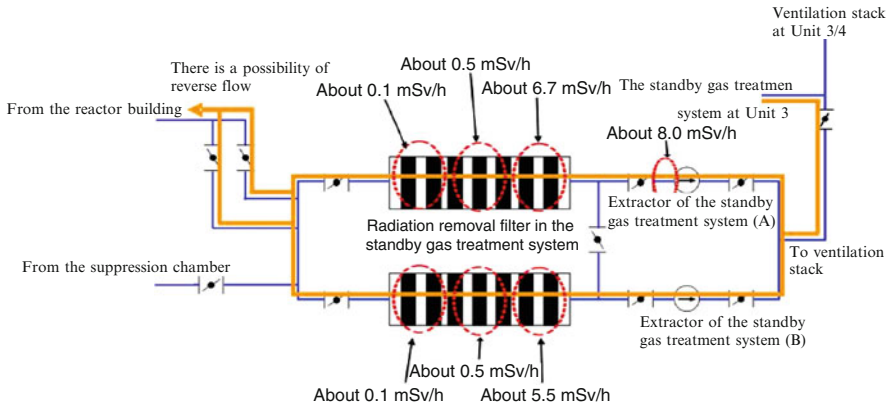 Ventilation stack
at Unit 3/4
There is a possibility of
reverse flow
About 0.5 mSv/h
About 0.1 mSv/h
About 6.7 mSv/h
The standby gas treatmen
system at Unit 3
From the reactor building
About 8.0 mSv/h
Extractor of the standby
gas treatment system (A)
Radiation removal filter in the
standby gas treatment system
To ventilation
stack
From the suppression chamber
Extractor of the standby
gas treatment system (B)
About 0.5 mSv/h
About 0.1 mSv/h
About 5.5 mSv/h